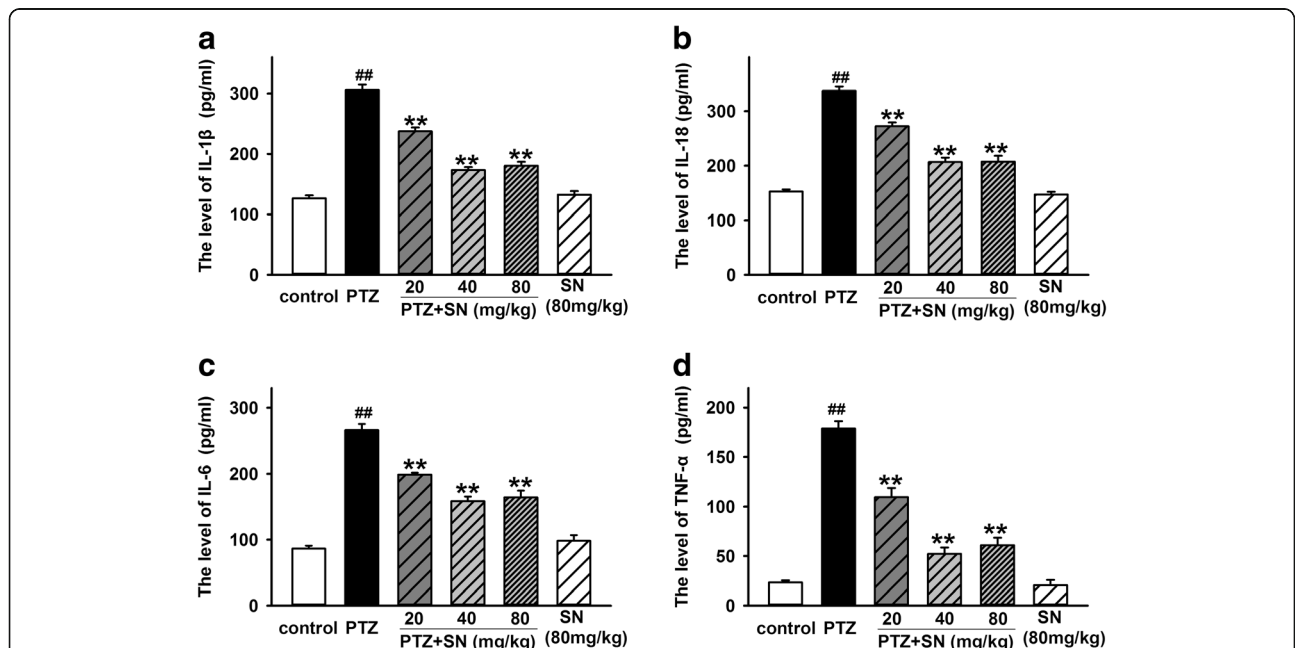 a
The level of IL-1β (pg/ml)
300
200
100
0
##
**
**
**
control PTZ 20 40 80 SN
PTZ+SN (mg/kg) (80mg/kg)
b
The level of IL-18 (pg/ml)
300
200
100
0
##
**
**
**
control PTZ 20 40 80 SN
PTZ+SN (mg/kg) (80mg/kg)
c
The level of IL-6 (pg/ml)
300
200
100
0
##
**
**
**
control PTZ 20 40 80 SN
PTZ+SN (mg/kg) (80mg/kg)
d
The level of TNF-α (pg/ml)
200
150
100
50
0
##
**
**
**
control PTZ 20 40 80 SN
PTZ+SN (mg/kg) (80mg/kg)